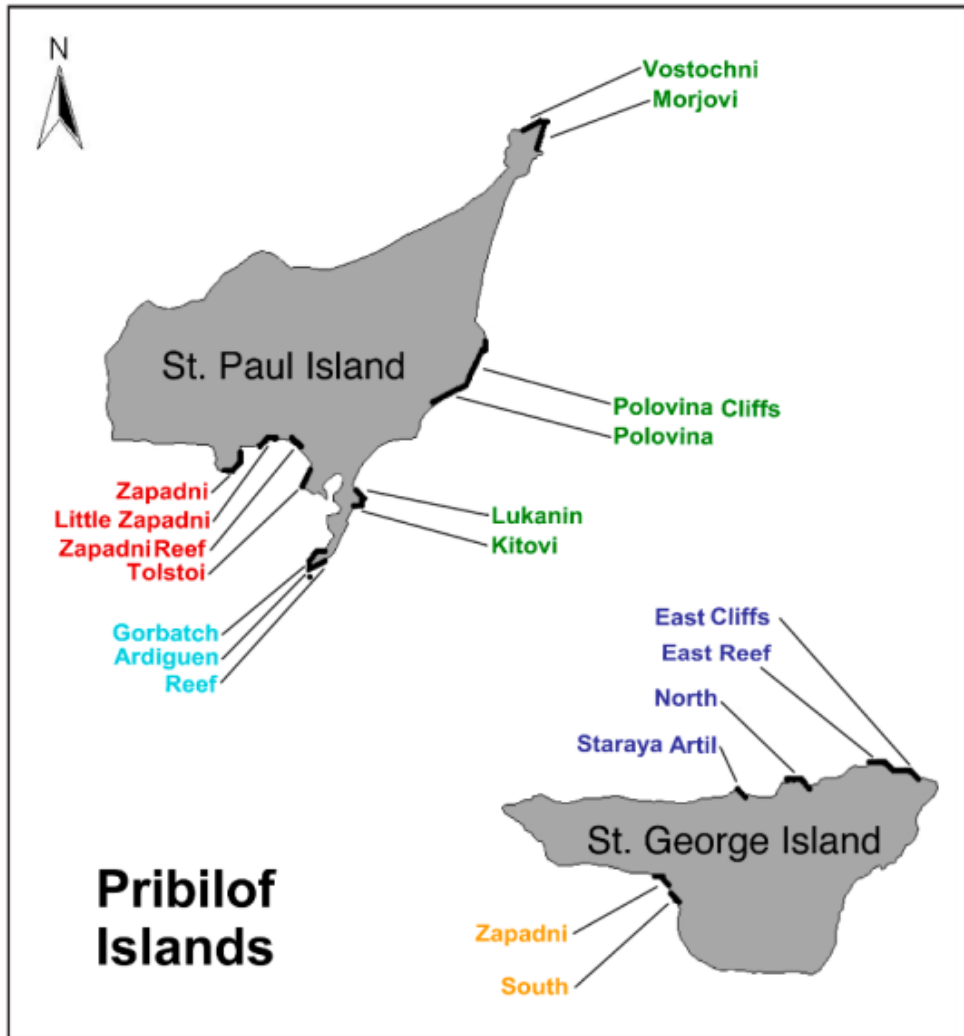 N
Vostochni
Morjovi
St. Paul Island
Polovina Cliffs
Polovina
Zapadni
Little Zapadni
Zapadni Reef
Tolstoi
Lukanin
Kitovi
Gorbatch
Ardiguen
Reef
East Cliffs
East Reef
North
Staraya Artil
St. George Island
Zapadni
South
Pribilof
Islands